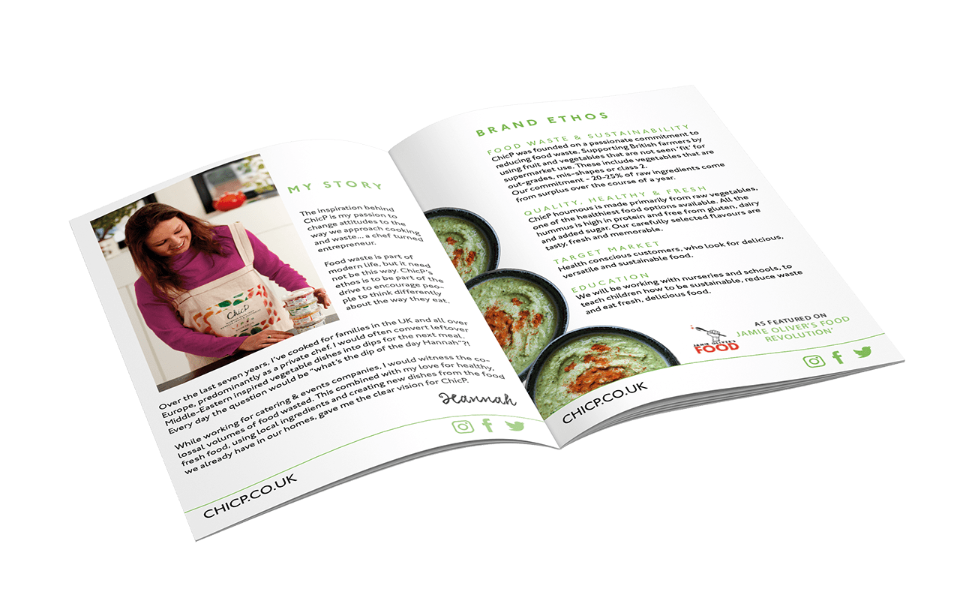 MY STORY
The inspiration behind
ChicP is my passion to
change attitudes to the
way we approach cooking
and waste... a chef turned
entrepreneur.
Food waste is part of
modern life, but it need
not be this way. ChicP's
ethos is to be part of the
drive to encourage peo-
ple to think differently
about the way they eat.
ChicP
Over the last seven years, I've cooked for families in the UK and all over
Europe, predominantly as a private chef. I would often convert leftover
Middle-Eastern inspired vegetable dishes into dips for the next meal.
Every day the question would be "what's the dip of the day Hannah"?!
While working for catering & events companies, I would witness the co-
lossal volumes of food wasted. This combined with my love for healthy,
fresh food, using local ingredients and creating new dishes from the food
we already have in our homes, gave me the clear vision for ChicP.
Hannah
CHICP.CO.UK
BRAND ETHOS
FOOD WASTE & SUSTAINABILITY
ChicP was founded on a passionate commitment to
reducing food waste. Supporting British farmers by
using fruit and vegetables that are not seen' fit' for
supermarket use. These include vegetables that are
out-grades, mis-shapes or class 2.
Our commitment - 20-25% of raw ingredients come
from surplus over the course of a year.
QUALITY, HEALTHY & FRESH
ChicP houmous is made primarily from raw vegetables,
one of the healthiest food options available. All the
hummus is high in protein and free from gluten, dairy
and added sugar. Our carefully selected flavours are
tasty, fresh and memorable.
TARGET MARKET
Health conscious customers, who look for delicious,
versatile and sustainable food.
EDUCATION
We will be working with nurseries and schools, to
teach children how to be sustainable, reduce waste
and eat fresh, delicious food.
JAMIE OLIVER'S
FOOD
AS FEATURED ON
JAMIE OLIVER'S FOOD
REVOLUTION'
CHICP.CO.UK